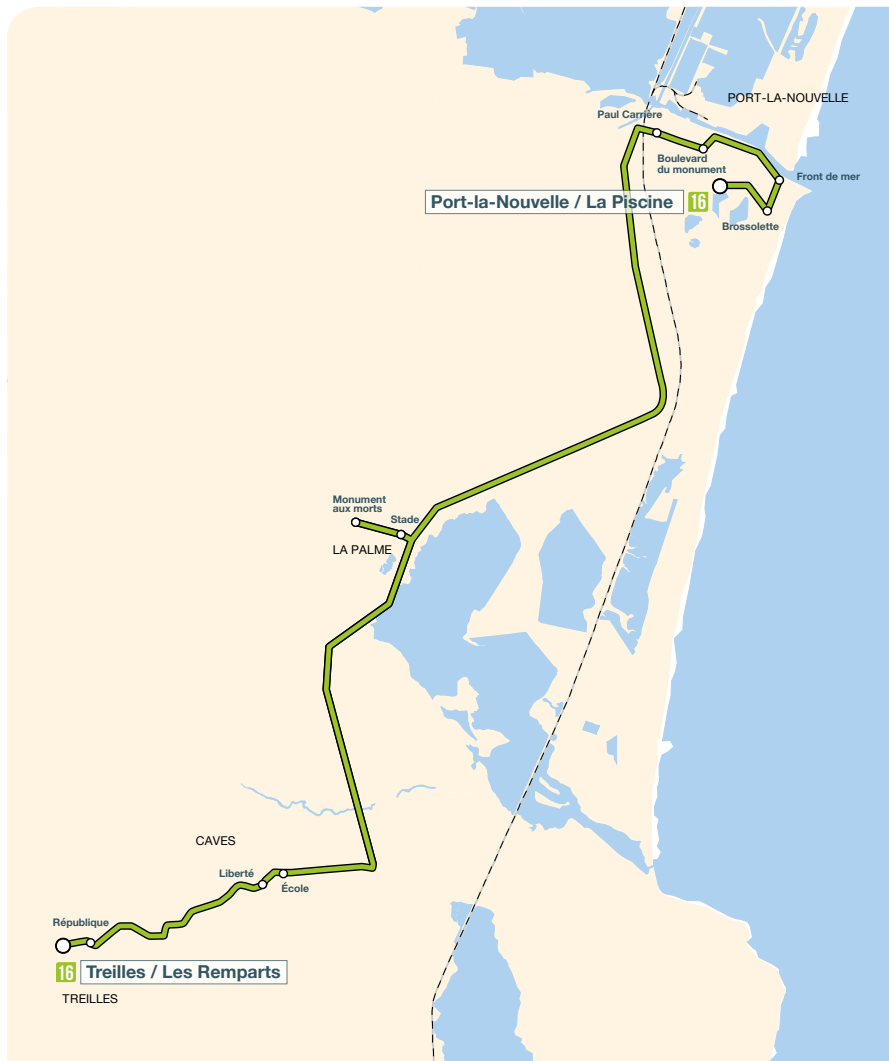 PORT-LA-NOUVELLE
Paul Carrière
Boulevard
du monument
Front de mer
Port-la-Nouvelle / La Piscine
16
Brossolette
Monument
aux morts
Stade
LA PALME
CAVES
Liberté
École
République
16
Treilles / Les Remparts
TREILLES